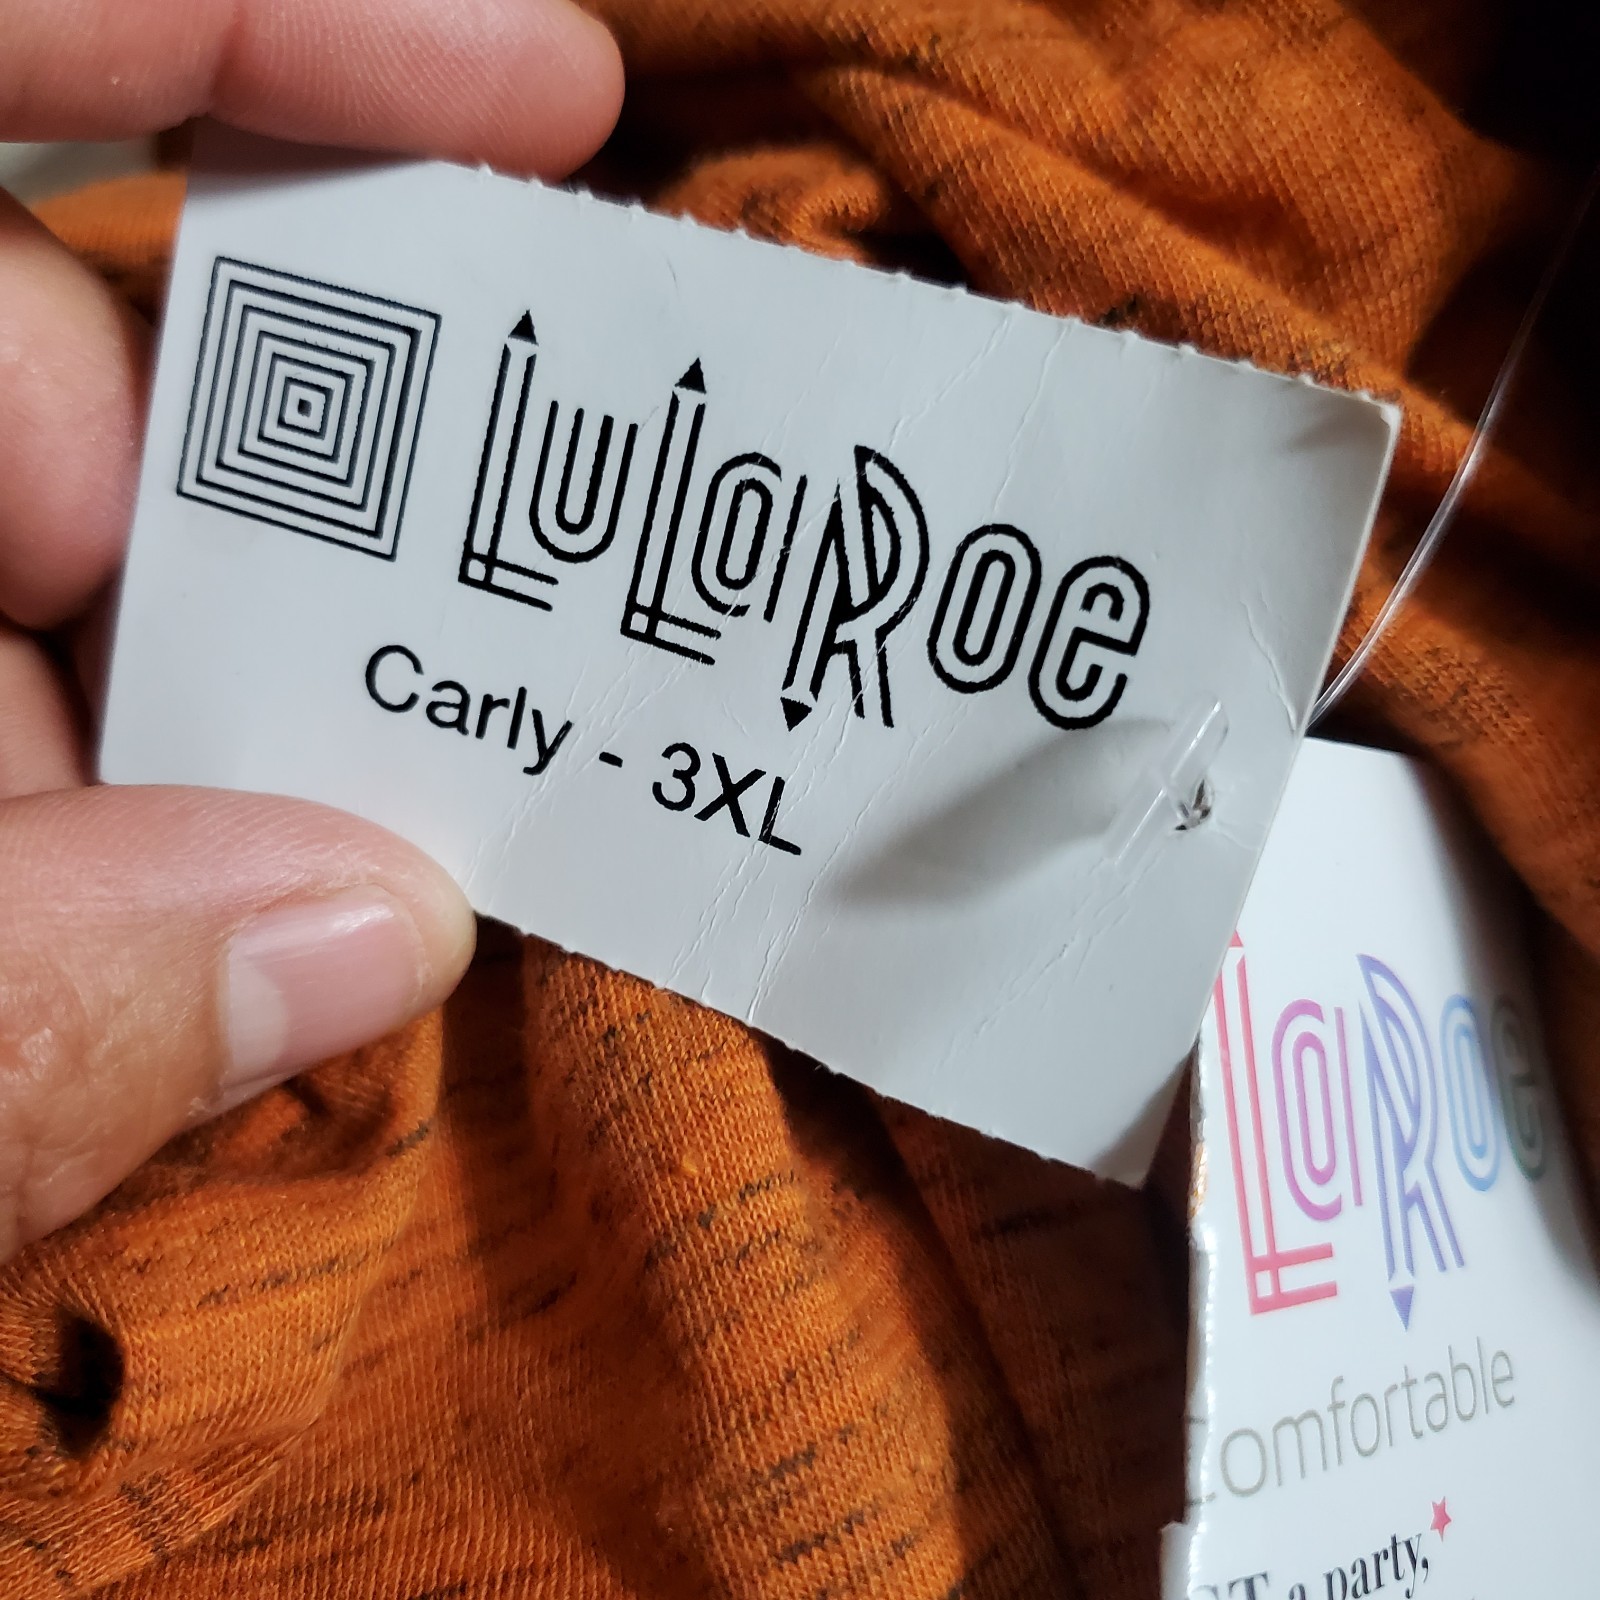 LuLaRoe
Carly - 3XL
LaRoe
comfortable
a party,